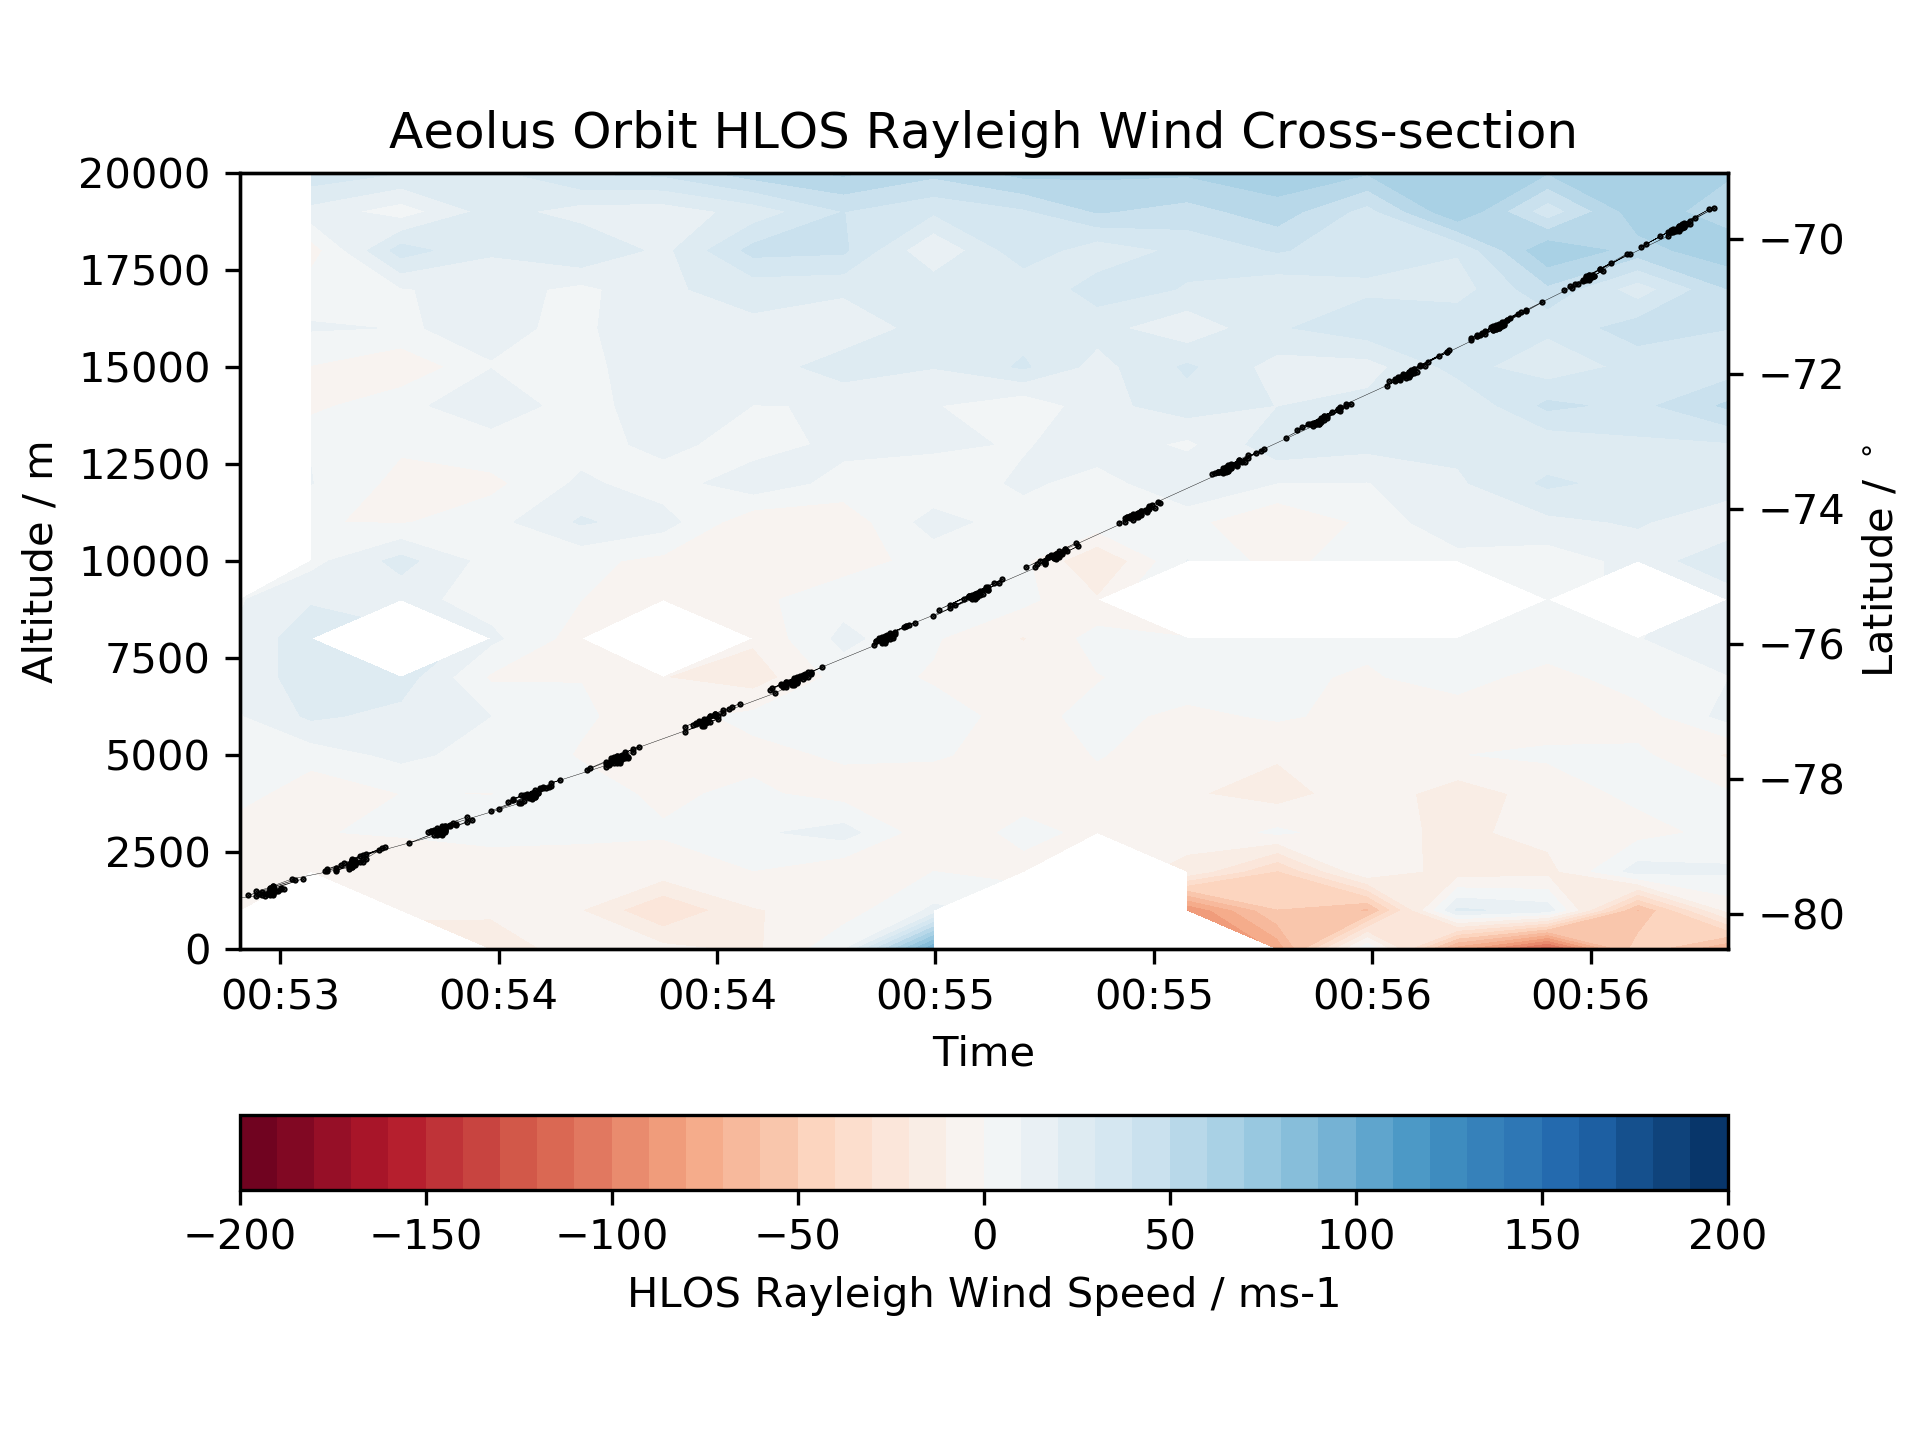 Aeolus Orbit HLOS Rayleigh Wind Cross-section
20000
17500
15000
12500
10000
7500
5000
2500
0
Altitude / m
−70
−72
−74
−76
−78
−80
Latitude / °
00:53 00:54 00:54 00:55 00:55 00:56 00:56
Time
−200 −150 −100 −50 0 50 100 150 200
HLOS Rayleigh Wind Speed / ms-1